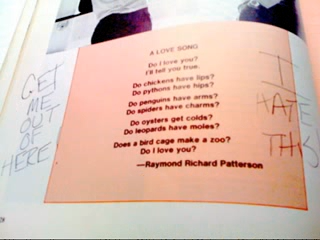 A LOVE SONG
Do I love you?
I'll tell you true.
Do chickens have lips?
Do pythons have hips?
Do penguins have arms?
Do spiders have charms?
Do oysters get colds?
Do leopards have moles?
Does a bird cage make a zoo?
Do I love you?
—Raymond Richard Patterson
GET
ME
OUT
OF
HERE
I
HATE
THIS